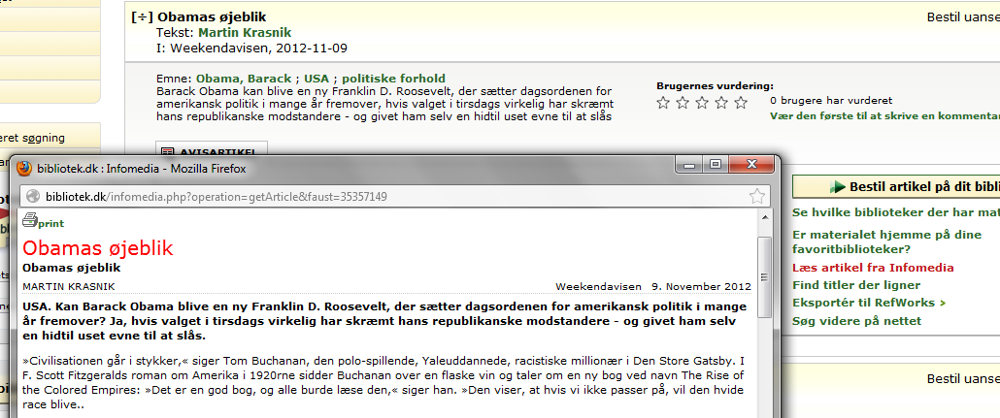 [÷] Obamas øjeblik
Bestil uanse
Tekst: Martin Krasnik
I: Weekendavisen, 2012-11-09
Emne: Obama, Barack ; USA ; politiske forhold
Barack Obama kan blive en ny Franklin D. Roosevelt, der sætter dagsordenen for
amerikansk politik i mange år fremover, hvis valget i tirsdags virkelig har skræmt
hans republikanske modstandere - og givet ham selv en hidtil uset evne til at slås
Brugernes vurdering:
0 brugere har vurderet
Vær den første til at skrive en kommentar
eret søgning
AVISARTIKEL
bibliotek.dk : Infomedia - Mozilla Firefox
bibliotek.dk/infomedia.php?operation=getArticle&faust=35357149
print
Obamas øjeblik
Obamas øjeblik
MARTIN KRASNIK
Weekendavisen 9. November 2012
USA. Kan Barack Obama blive en ny Franklin D. Roosevelt, der sætter dagsordenen for amerikansk politik i mange
år fremover? Ja, hvis valget i tirsdags virkelig har skræmt hans republikanske modstandere - og givet ham selv
en hidtil uset evne til at slås.
»Civilisationen går i stykker,« siger Tom Buchanan, den polo-spillende, Yaleuddannede, racistiske millionær i Den Store Gatsby. I
F. Scott Fitzgeralds roman om Amerika i 1920rne sidder Buchanan over en flaske vin og taler om en ny bog ved navn The Rise of
the Colored Empires: »Det er en god bog, og alle burde læse den,« siger han. »Den viser, at hvis vi ikke passer på, vil den hvide
race blive..
Bestil artikel på dit bibli
Se hvilke biblioteker der har mat
Er materialet hjemme på dine
favoritbiblioteker?
Læs artikel fra Infomedia
Find titler der ligner
Eksportér til RefWorks >
Søg videre på nettet
Bestil uanse